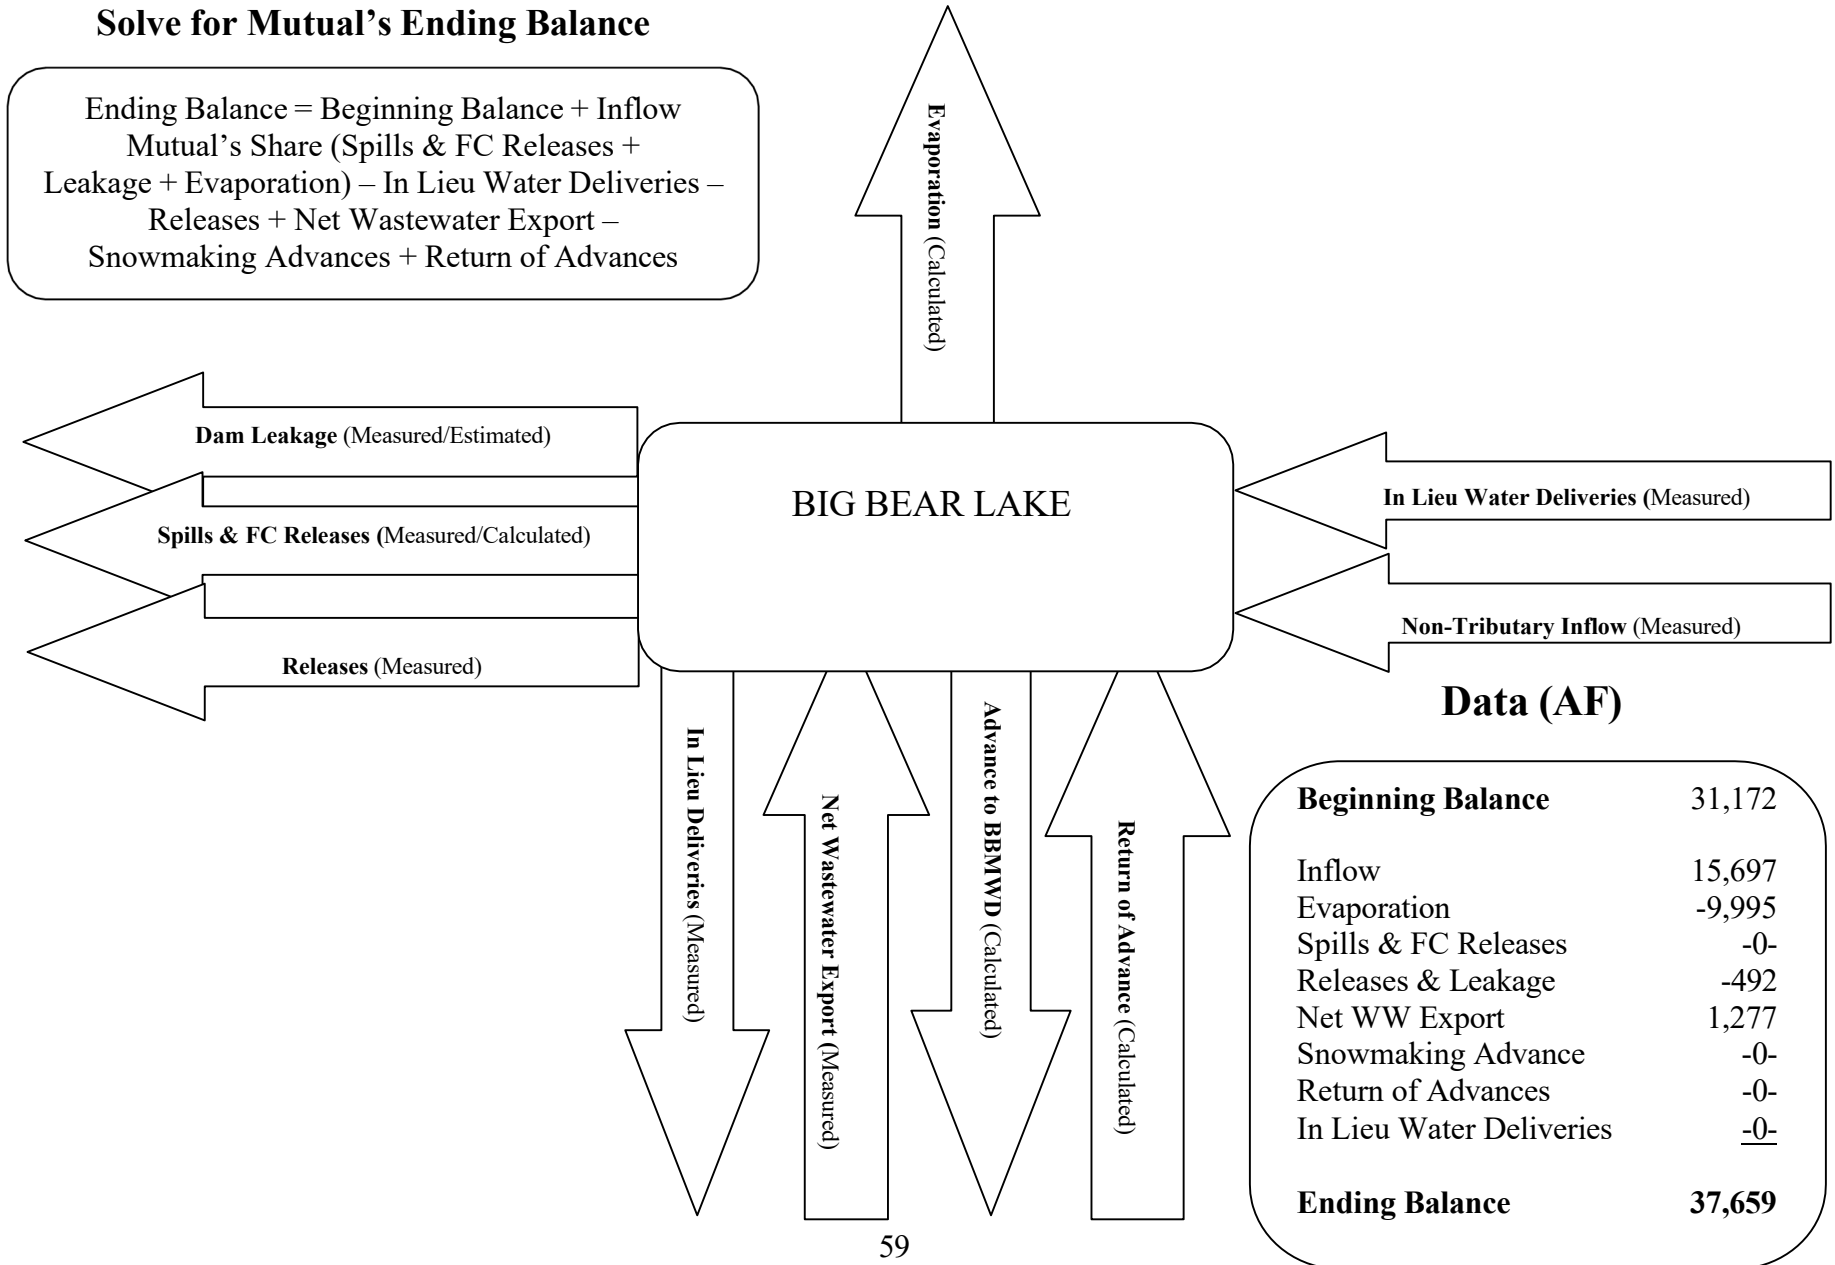 Solve for Mutual’s Ending Balance
Ending Balance = Beginning Balance + Inflow
Mutual’s Share (Spills & FC Releases +
Leakage + Evaporation) – In Lieu Water Deliveries –
Releases + Net Wastewater Export –
Snowmaking Advances + Return of Advances
Evaporation (Calculated)
Dam Leakage (Measured/Estimated)
Spills & FC Releases (Measured/Calculated)
Releases (Measured)
BIG BEAR LAKE
In Lieu Water Deliveries (Measured)
Non-Tributary Inflow (Measured)
In Lieu Deliveries (Measured)
Net Wastewater Export (Measured)
Advance to BBMWD (Calculated)
Return of Advance (Calculated)
Data (AF)
Beginning Balance 31,172
Inflow 15,697
Evaporation -9,995
Spills & FC Releases -0-
Releases & Leakage -492
Net WW Export 1,277
Snowmaking Advance -0-
Return of Advances -0-
In Lieu Water Deliveries -0-
Ending Balance 37,659
59